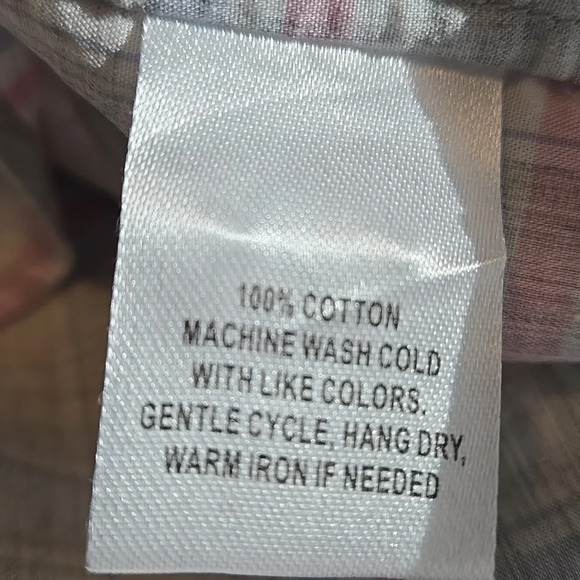 100% COTTON
MACHINE WASH COLD
WITH LIKE COLORS.
GENTLE CYCLE, HANG DRY,
WARM IRON IF NEEDED